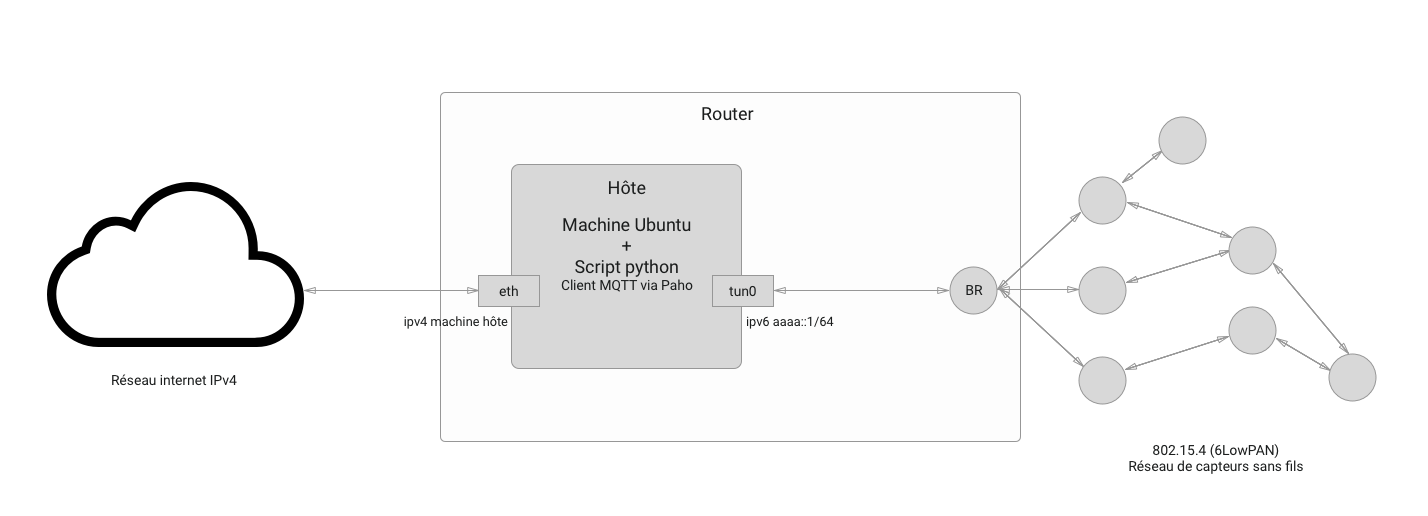 Router
Hôte
Machine Ubuntu
+
Script python
Client MQTT via Paho
eth
tun0
BR
ipv4 machine hôte
ipv6 aaaa::1/64
Réseau internet IPv4
802.15.4 (6LowPAN)
Réseau de capteurs sans fils